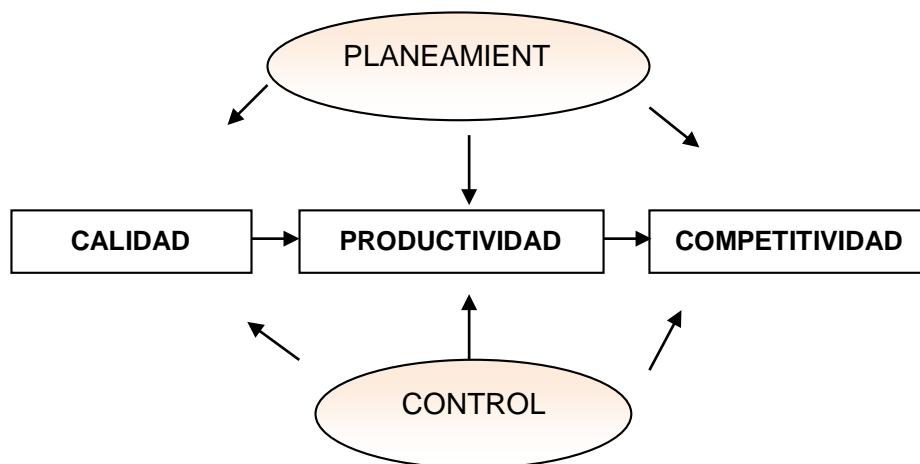 PLANEAMIENT
CALIDAD
PRODUCTIVIDAD
COMPETITIVIDAD
CONTROL